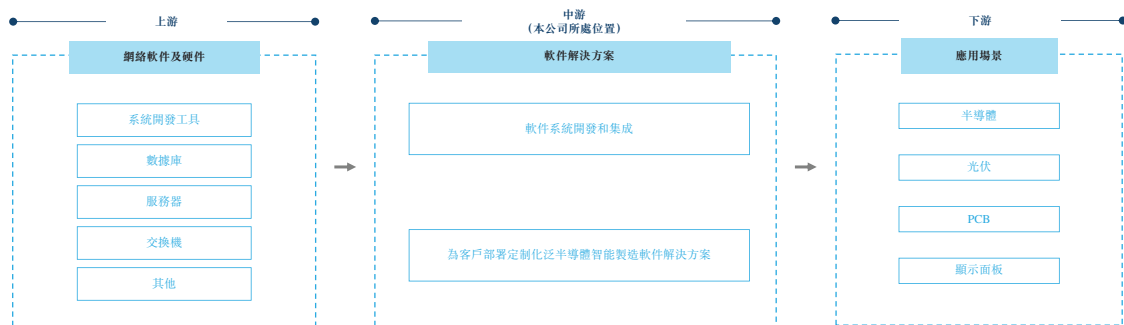 上游
網絡軟件及硬件
系統開發工具
數據庫
服務器
交換機
其他
中游
(本公司所處位置)
軟件解決方案
軟件系統開發和集成
為客戶部署定制化泛半導體智能製造軟件解決方案
下游
應用場景
半導體
光伏
PCB
顯示面板